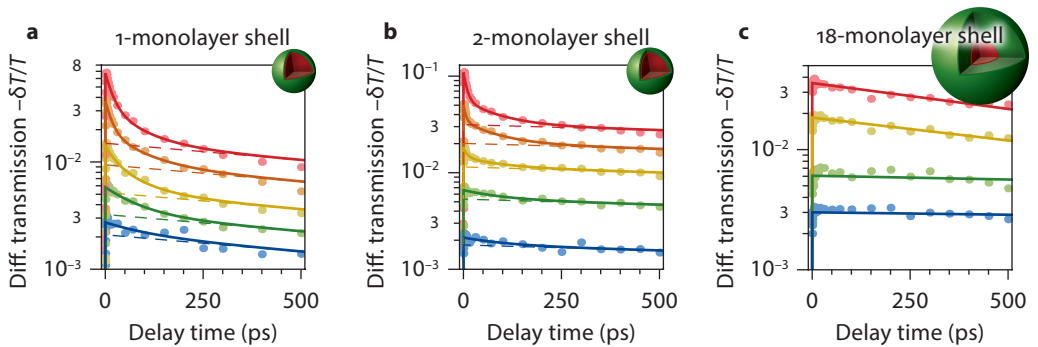 a 1-monolayer shell
Diff. transmission −δT/T
8
3
10⁻²
3
10⁻³
0 250 500
Delay time (ps)
b 2-monolayer shell
Diff. transmission −δT/T
10⁻¹
3
10⁻²
3
10⁻³
0 250 500
Delay time (ps)
c 18-monolayer shell
Diff. transmission −δT/T
3
10⁻²
3
10⁻³
0 250 500
Delay time (ps)